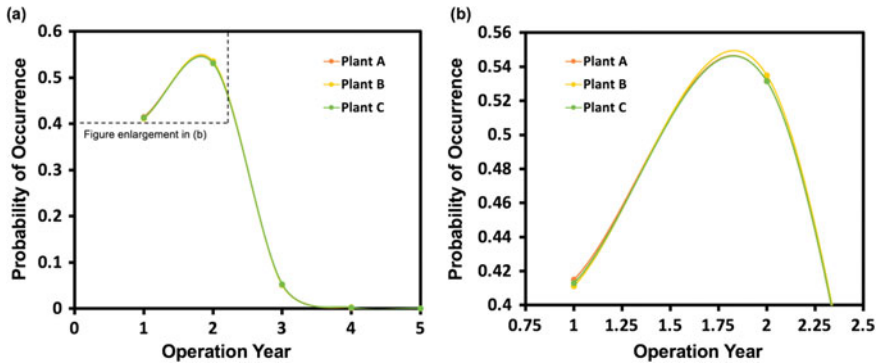 (a)
Probability of Occurrence
0.6
0.5
0.4
0.3
0.2
0.1
0
Plant A
Plant B
Plant C
Figure enlargement in (b)
0 1 2 3 4 5
Operation Year
(b)
Probability of Occurrence
0.56
0.54
0.52
0.5
0.48
0.46
0.44
0.42
0.4
Plant A
Plant B
Plant C
0.75 1 1.25 1.5 1.75 2 2.25 2.5
Operation Year